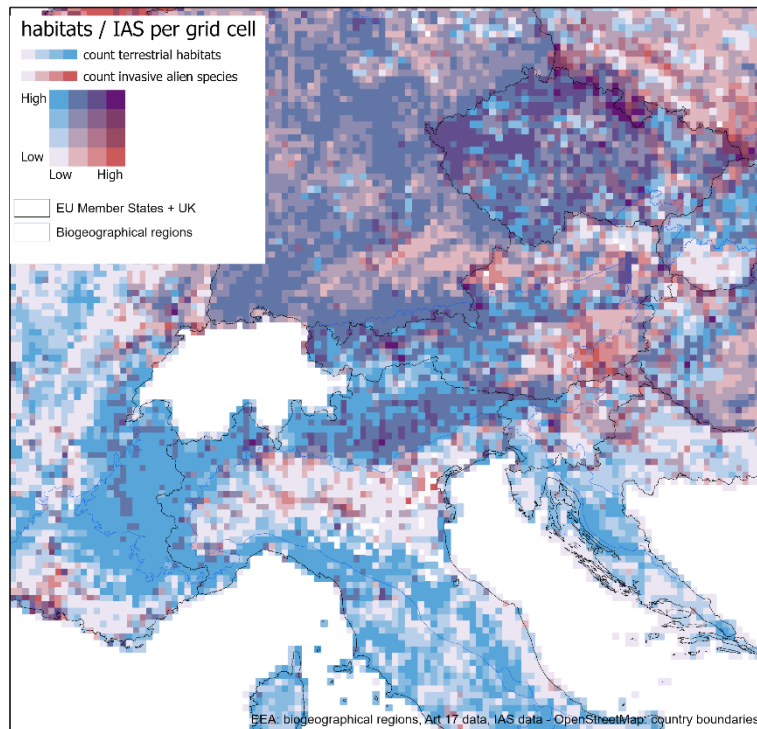 habitats / IAS per grid cell
count terrestrial habitats
count invasive alien species
High
Low
Low High
EU Member States + UK
Biogeographical regions
EEA: biogeographical regions, Art 17 data, IAS data - OpenStreetMap: country boundaries